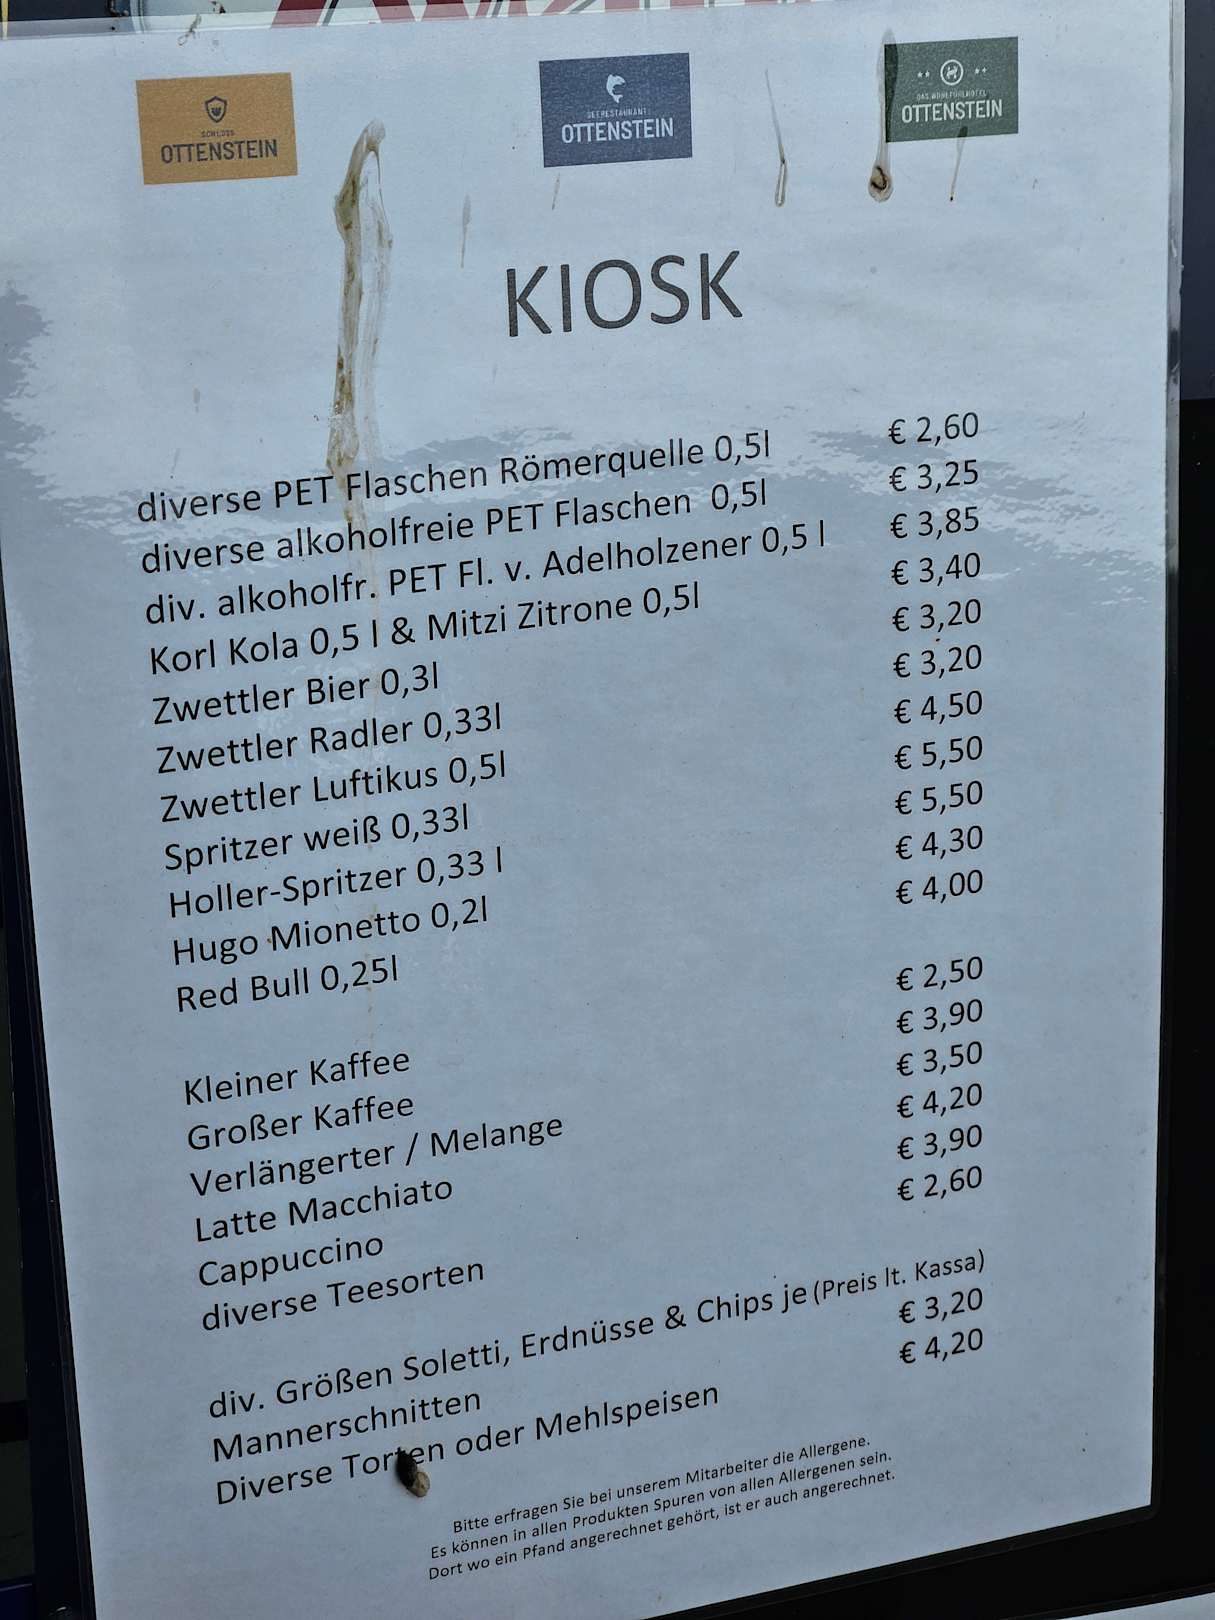 SCHLOSS
OTTENSTEIN
SEERESTAURANT
OTTENSTEIN
DAS WOHLFÜHLHOTEL
OTTENSTEIN
KIOSK
diverse PET Flaschen Römerquelle 0,5l € 2,60
diverse alkoholfreie PET Flaschen 0,5l € 3,25
div. alkoholfr. PET Fl. v. Adelholzener 0,5 l € 3,85
Korl Kola 0,5 l & Mitzi Zitrone 0,5l € 3,40
Zwettler Bier 0,3l € 3,20
Zwettler Radler 0,33l € 3,20
Zwettler Luftikus 0,5l € 4,50
Spritzer weiß 0,33l € 5,50
Holler-Spritzer 0,33 l € 5,50
Hugo Mionetto 0,2l € 4,30
Red Bull 0,25l € 4,00
Kleiner Kaffee € 2,50
Großer Kaffee € 3,90
Verlängerter / Melange € 3,50
Latte Macchiato € 4,20
Cappuccino € 3,90
diverse Teesorten € 2,60
div. Größen Soletti, Erdnüsse & Chips je (Preis lt. Kassa)
Mannerschnitten € 3,20
Diverse Torten oder Mehlspeisen € 4,20
Bitte erfragen Sie bei unserem Mitarbeiter die Allergene.
Es können in allen Produkten Spuren von allen Allergenen sein.
Dort wo ein Pfand angerechnet gehört, ist er auch angerechnet.